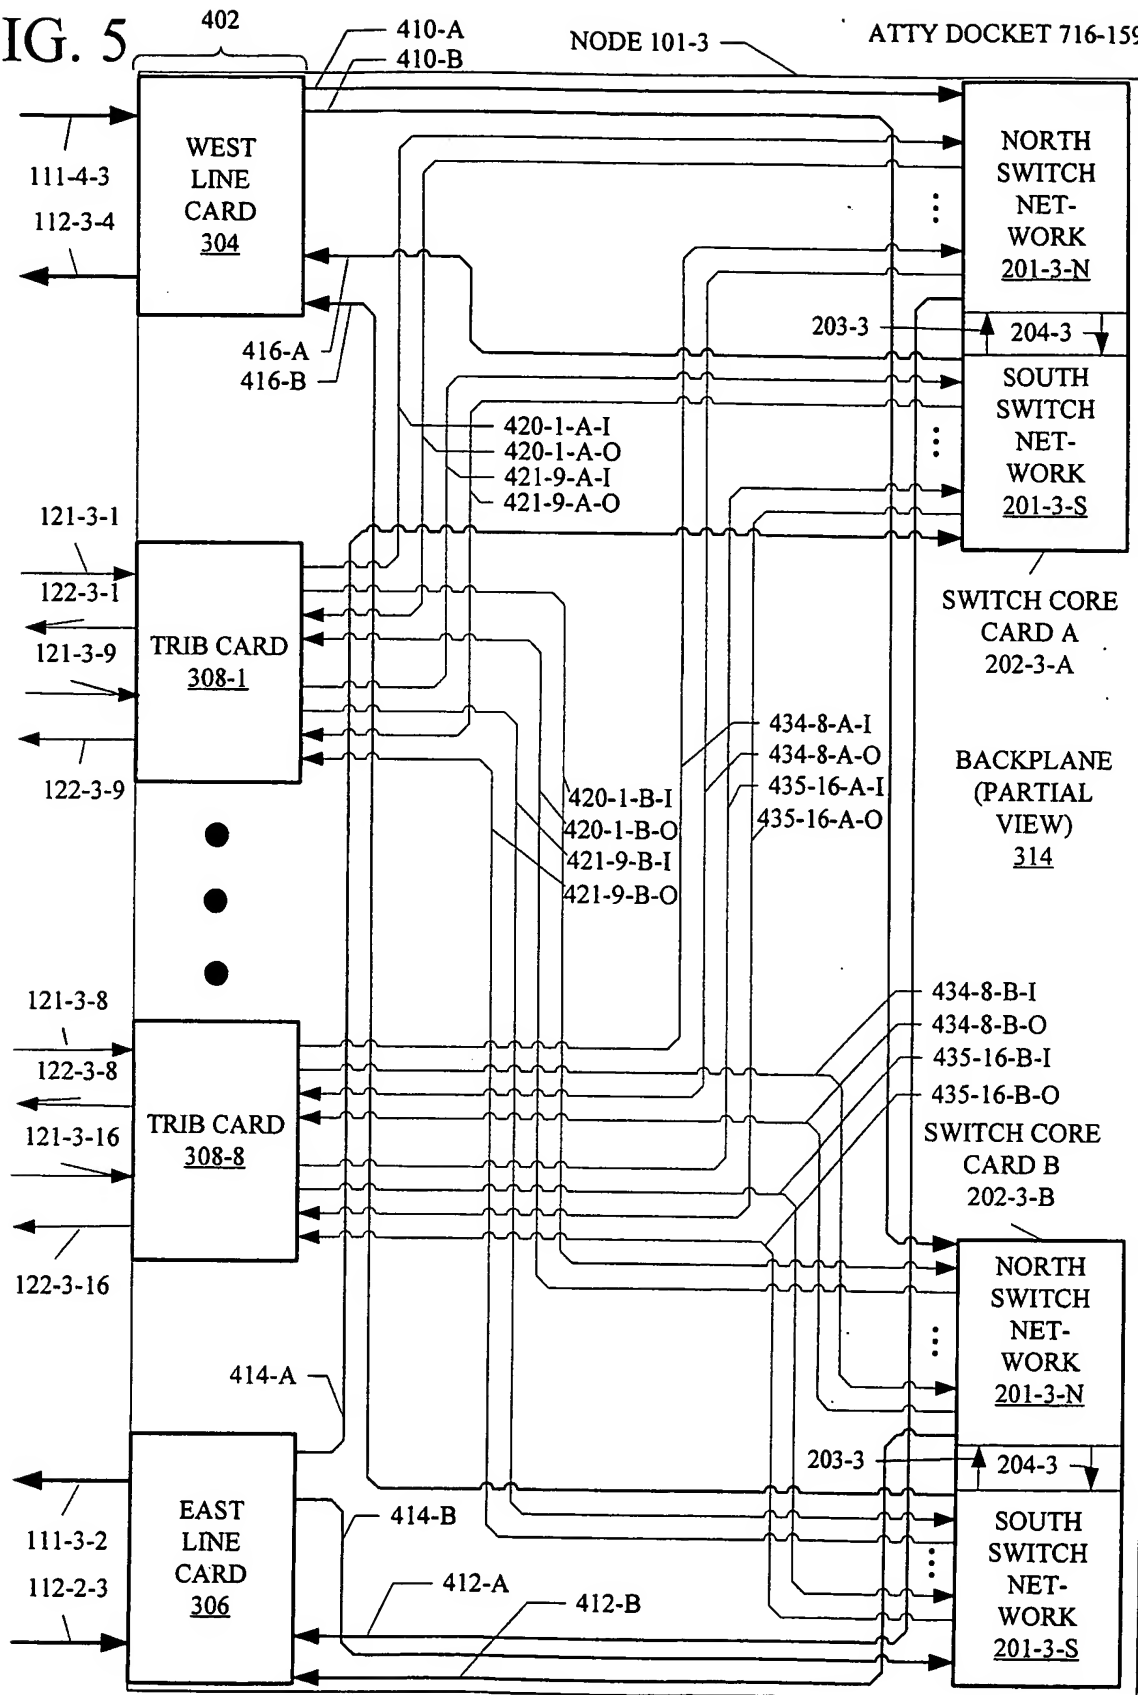 IG. 5
402
410-A
410-B
NODE 101-3
ATTY DOCKET 716-159
111-4-3
112-3-4
WEST
LINE
CARD
304
NORTH
SWITCH
NET-
WORK
201-3-N
203-3
204-3
416-A
416-B
SOUTH
SWITCH
NET-
WORK
201-3-S
420-1-A-I
420-1-A-O
421-9-A-I
421-9-A-O
121-3-1
122-3-1
121-3-9
122-3-9
TRIB CARD
308-1
SWITCH CORE
CARD A
202-3-A
434-8-A-I
434-8-A-O
435-16-A-I
435-16-A-O
BACKPLANE
(PARTIAL
VIEW)
314
420-1-B-I
420-1-B-O
421-9-B-I
421-9-B-O
121-3-8
122-3-8
121-3-16
122-3-16
TRIB CARD
308-8
434-8-B-I
434-8-B-O
435-16-B-I
435-16-B-O
SWITCH CORE
CARD B
202-3-B
NORTH
SWITCH
NET-
WORK
201-3-N
414-A
203-3
204-3
111-3-2
112-2-3
EAST
LINE
CARD
306
414-B
412-A
412-B
SOUTH
SWITCH
NET-
WORK
201-3-S